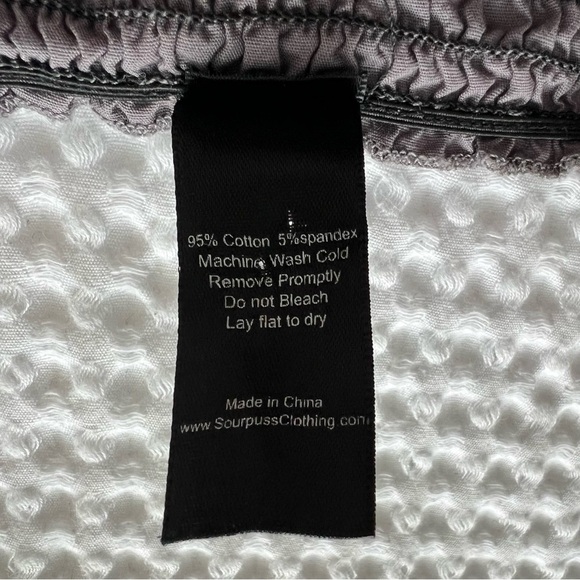 95% Cotton 5%spandex
Machine Wash Cold
Remove Promptly
Do not Bleach
Lay flat to dry
Made in China
www.SourpussClothing.com